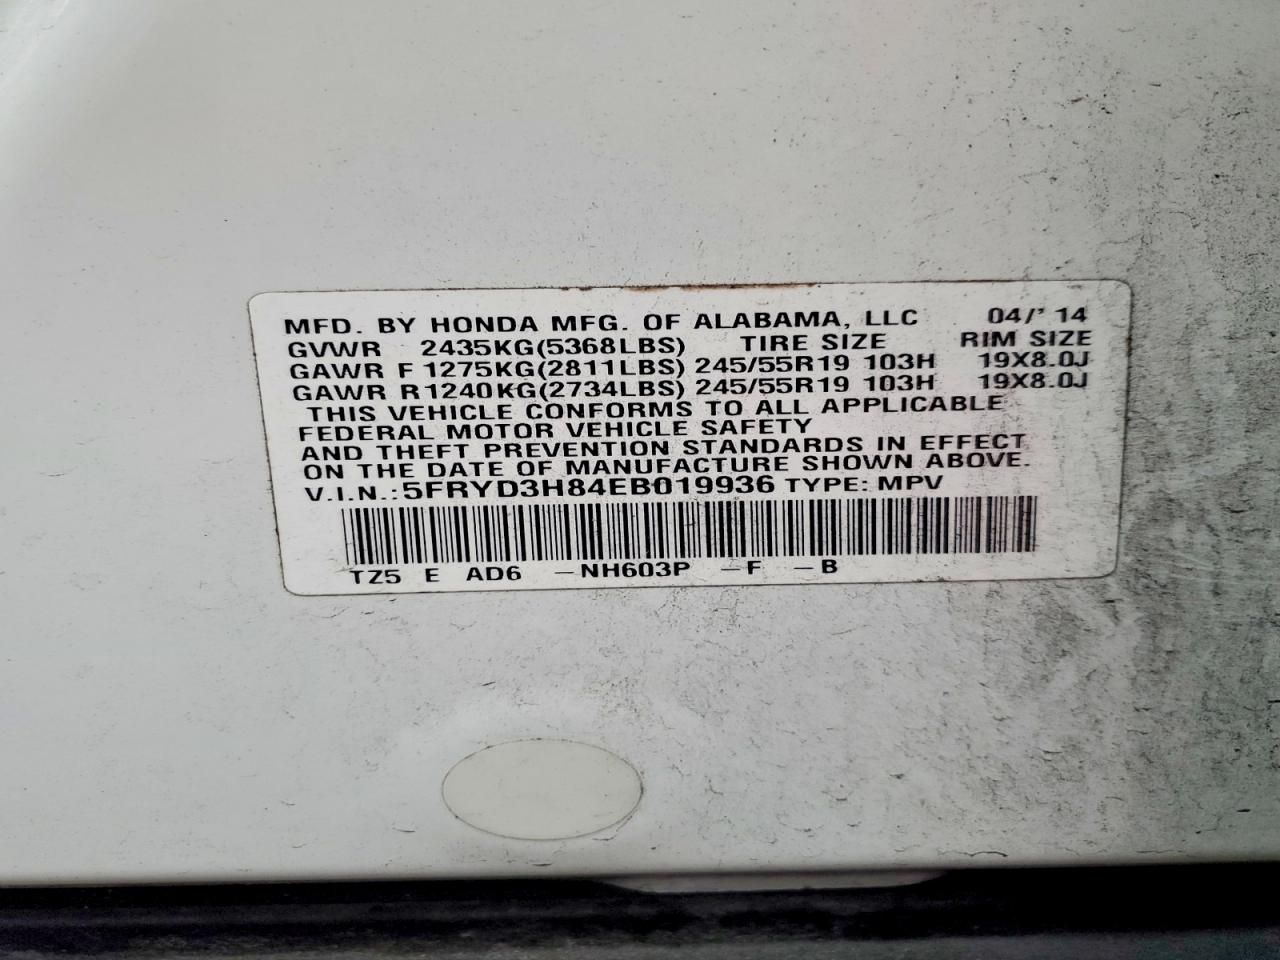 MFD. BY HONDA MFG. OF ALABAMA, LLC 04/' 14
GVWR 2435KG(5368LBS) TIRE SIZE RIM SIZE
GAWR F 1275KG(2811LBS) 245/55R19 103H 19X8.0J
GAWR R 1240KG(2734LBS) 245/55R19 103H 19X8.0J
THIS VEHICLE CONFORMS TO ALL APPLICABLE
FEDERAL MOTOR VEHICLE SAFETY
AND THEFT PREVENTION STANDARDS IN EFFECT
ON THE DATE OF MANUFACTURE SHOWN ABOVE.
V.I.N.: 5FRYD3H84EB019936 TYPE: MPV
TZ5 E AD6 -NH603P -F -B